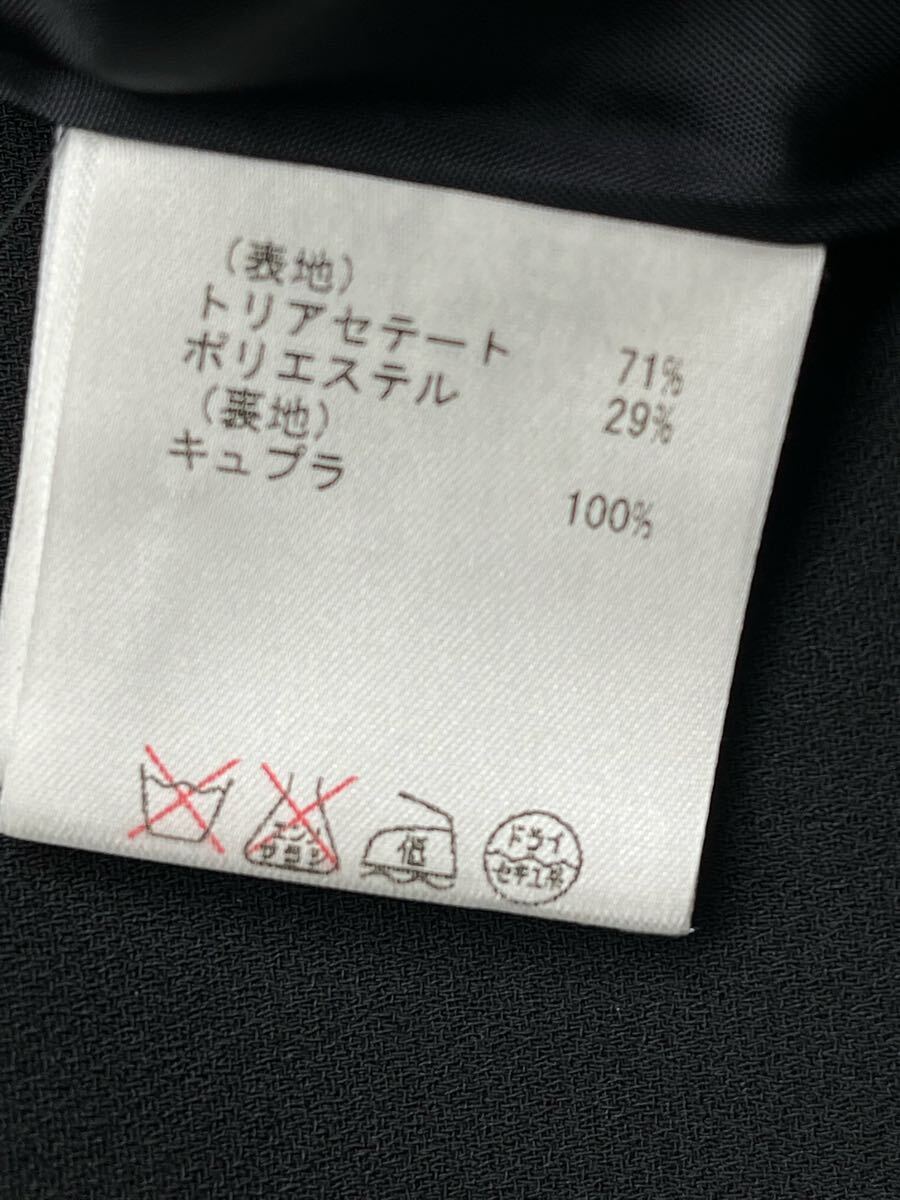 (表地)
トリアセテート 71%
ポリエステル 29%
(裏地)
キュプラ 100%
エンソ
サラシ
低
ドライ
セキユ系